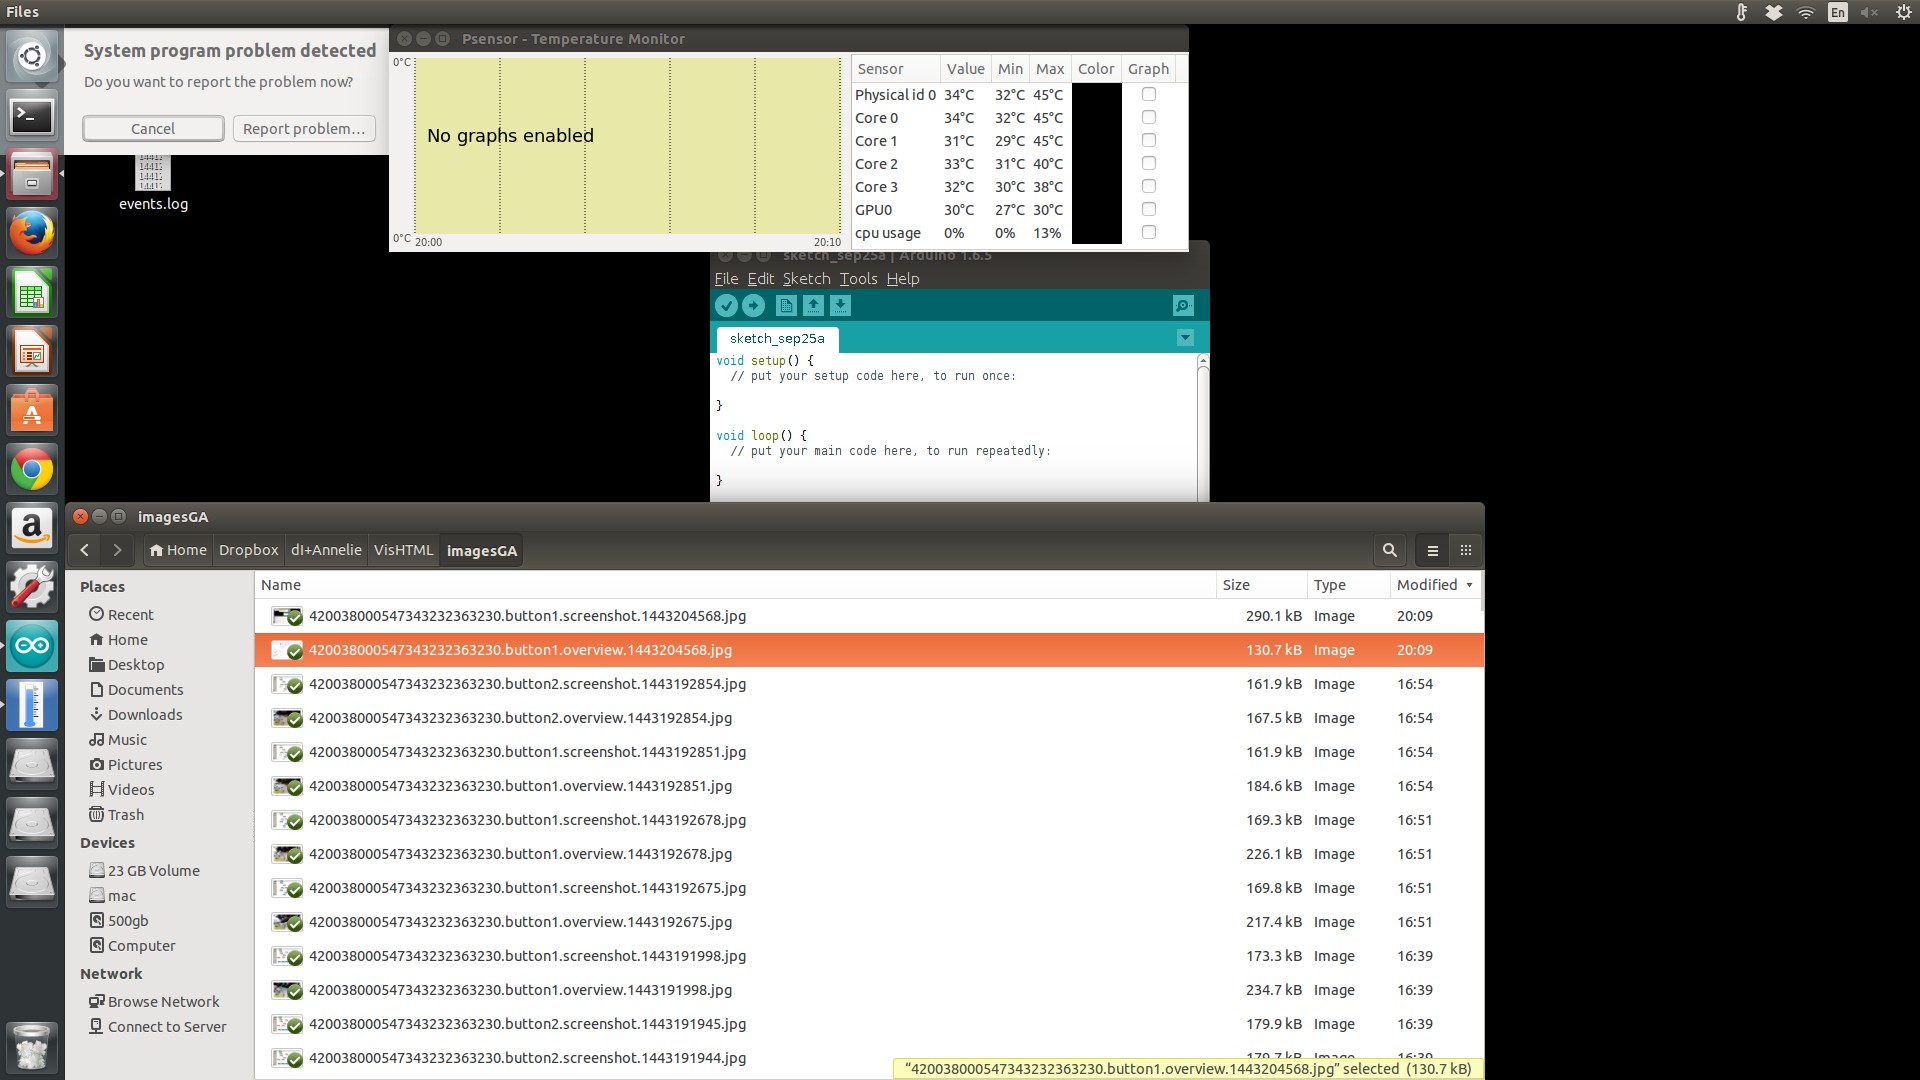 Files
En
System program problem detected
Do you want to report the problem now?
Cancel
Report problem...
events.log
Psensor - Temperature Monitor
0°C
No graphs enabled
0°C
20:00
20:10
Sensor Value Min Max Color Graph
Physical id 0 34°C 32°C 45°C
Core 0 34°C 32°C 45°C
Core 1 31°C 29°C 45°C
Core 2 33°C 31°C 40°C
Core 3 32°C 30°C 38°C
GPU0 30°C 27°C 30°C
cpu usage 0% 0% 13%
sketch_sep25a | Arduino 1.6.5
File Edit Sketch Tools Help
sketch_sep25a
void setup() {
// put your setup code here, to run once:
}
void loop() {
// put your main code here, to run repeatedly:
}
imagesGA
Home Dropbox dI+Annelie VisHTML imagesGA
Places
Recent
Home
Desktop
Documents
Downloads
Music
Pictures
Videos
Trash
Devices
23 GB Volume
mac
500gb
Computer
Network
Browse Network
Connect to Server
Name Size Type Modified
420038000547343232363230.button1.screenshot.1443204568.jpg 290.1 kB Image 20:09
420038000547343232363230.button1.overview.1443204568.jpg 130.7 kB Image 20:09
420038000547343232363230.button2.screenshot.1443192854.jpg 161.9 kB Image 16:54
420038000547343232363230.button2.overview.1443192854.jpg 167.5 kB Image 16:54
420038000547343232363230.button1.screenshot.1443192851.jpg 161.9 kB Image 16:54
420038000547343232363230.button1.overview.1443192851.jpg 184.6 kB Image 16:54
420038000547343232363230.button1.screenshot.1443192678.jpg 169.3 kB Image 16:51
420038000547343232363230.button1.overview.1443192678.jpg 226.1 kB Image 16:51
420038000547343232363230.button1.screenshot.1443192675.jpg 169.8 kB Image 16:51
420038000547343232363230.button1.overview.1443192675.jpg 217.4 kB Image 16:51
420038000547343232363230.button1.screenshot.1443191998.jpg 173.3 kB Image 16:39
420038000547343232363230.button1.overview.1443191998.jpg 234.7 kB Image 16:39
420038000547343232363230.button2.screenshot.1443191945.jpg 179.9 kB Image 16:39
420038000547343232363230.button2.screenshot.1443191944.jpg 179.7 kB Image 16:39
"420038000547343232363230.button1.overview.1443204568.jpg" selected (130.7 kB)